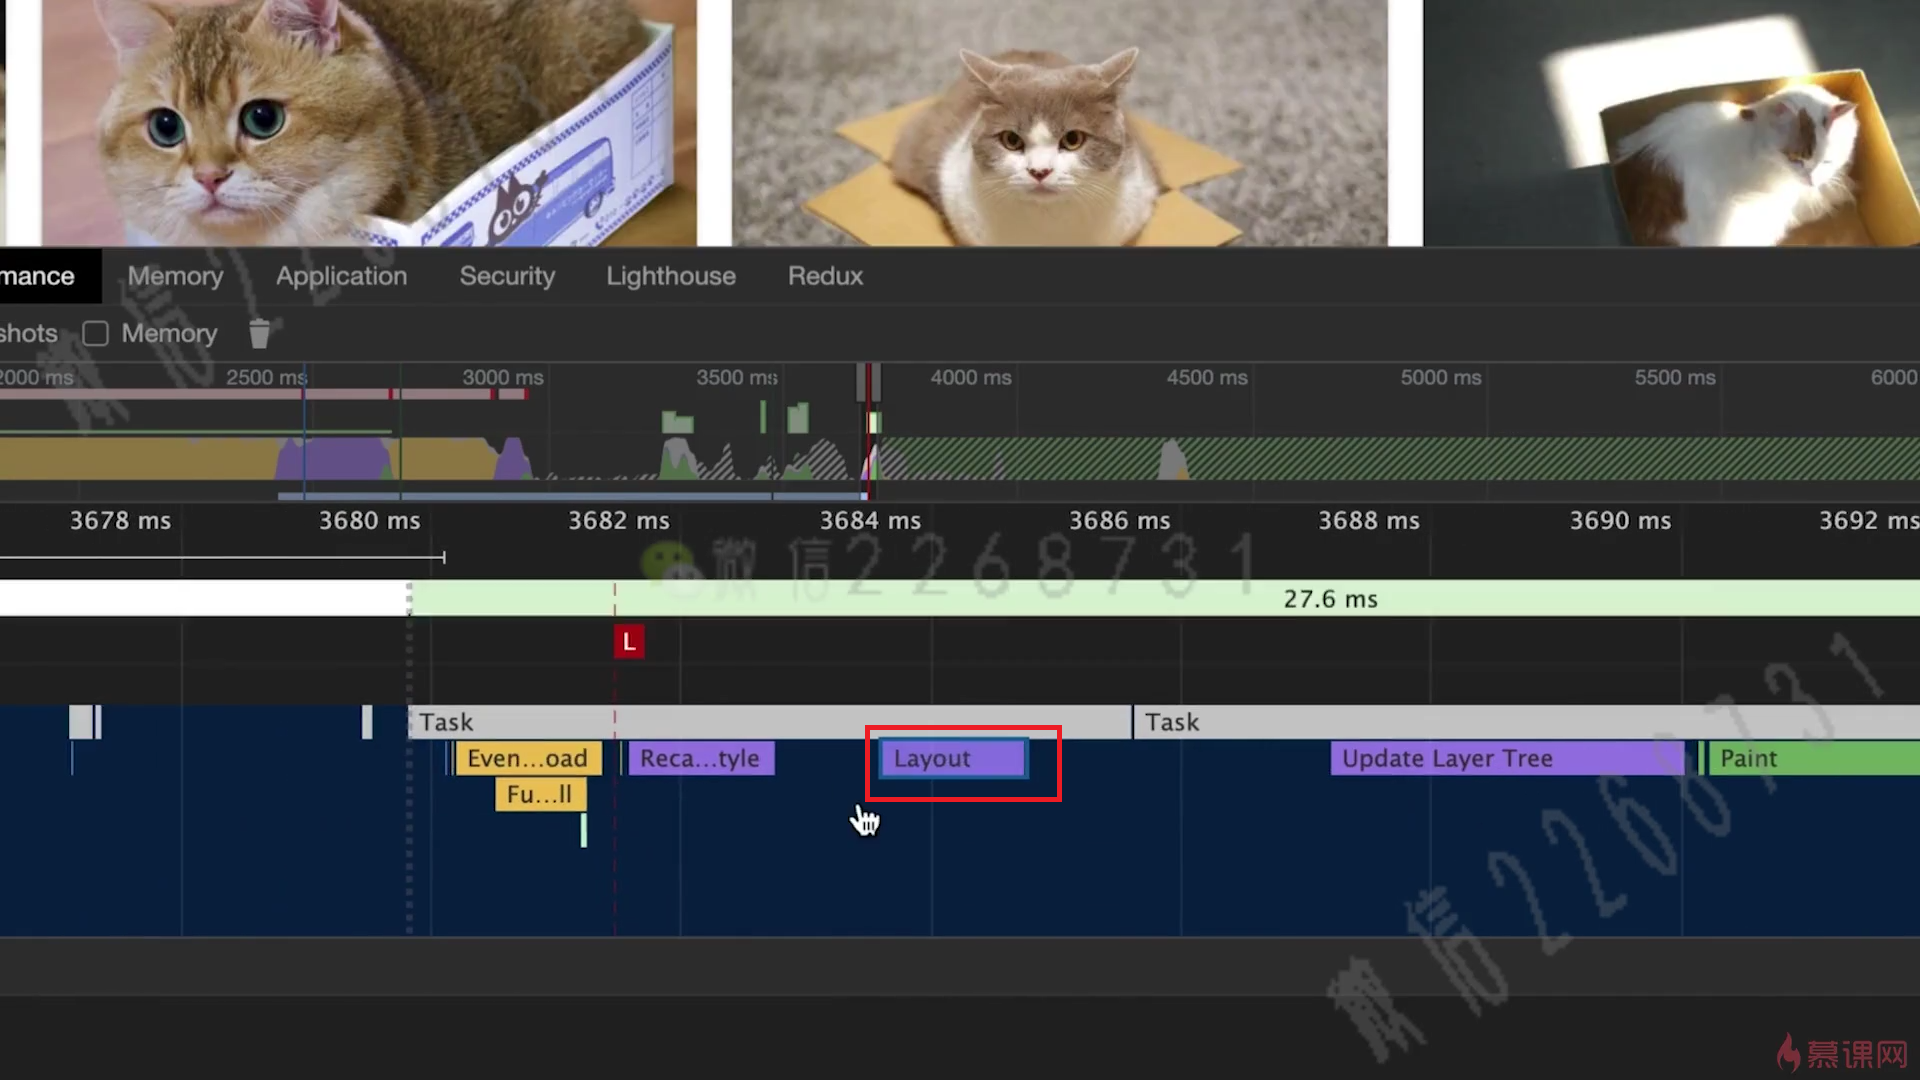 mance Memory Application Security Lighthouse Redux
shots Memory
2000 ms 2500 ms 3000 ms 3500 ms 4000 ms 4500 ms 5000 ms 5500 ms 6000
3678 ms 3680 ms 3682 ms 3684 ms 3686 ms 3688 ms 3690 ms 3692 ms
微信2268731
27.6 ms
L
Task Task
Even...oad Reca...tyle Layout Update Layer Tree Paint
Fu...ll
微信2268731
慕课网